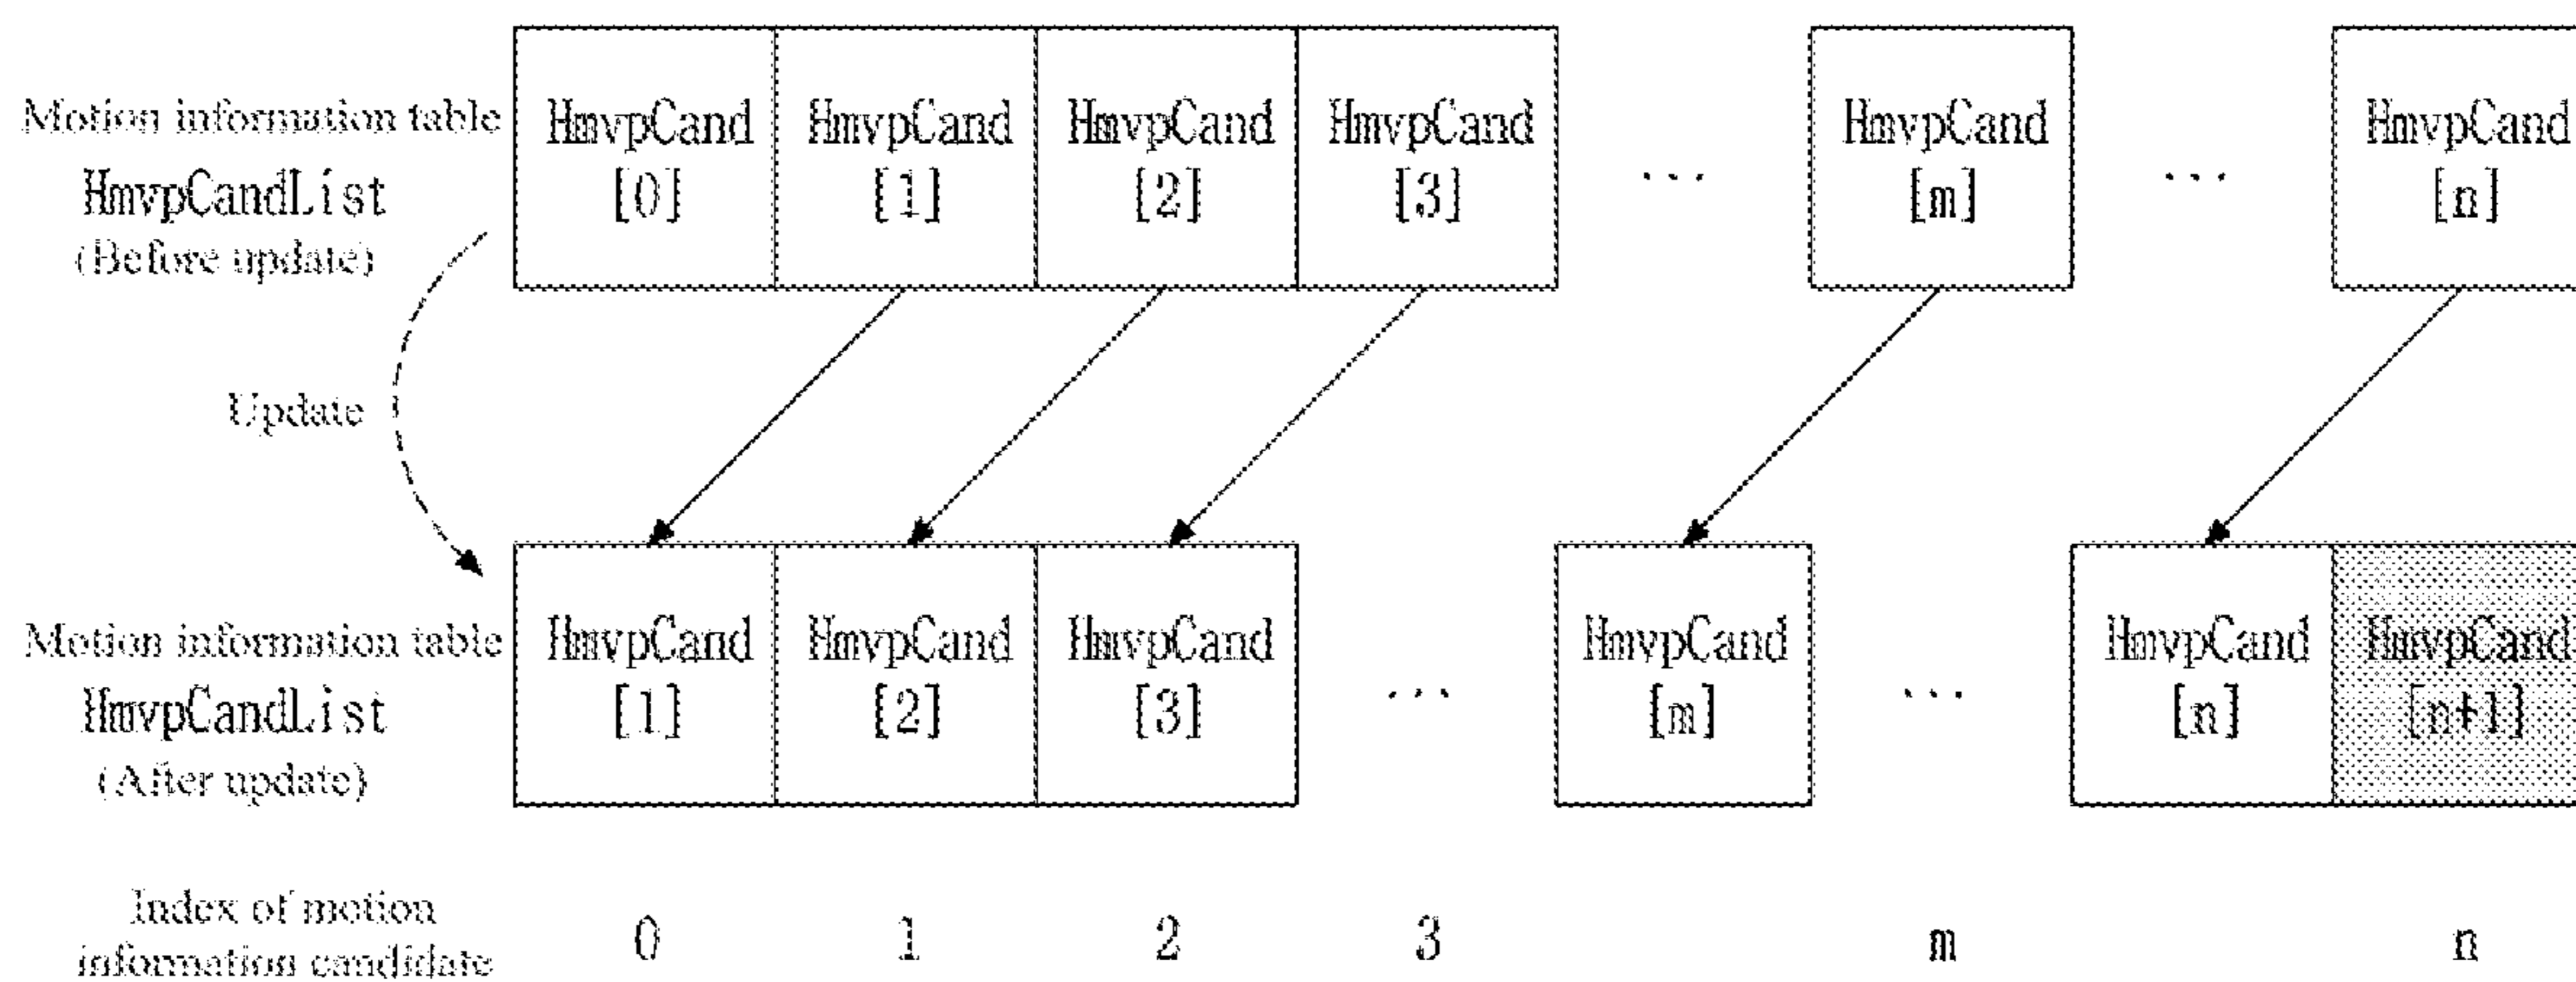 Motion information table
HmvpCandList
(Before update)
HmvpCand
[0]
HmvpCand
[1]
HmvpCand
[2]
HmvpCand
[3]
...
HmvpCand
[m]
...
HmvpCand
[n]
Update
Motion information table
HmvpCandList
(After update)
HmvpCand
[1]
HmvpCand
[2]
HmvpCand
[3]
...
HmvpCand
[m]
...
HmvpCand
[n]
HmvpCand
[n+1]
Index of motion
information candidate
0 1 2 3 m n